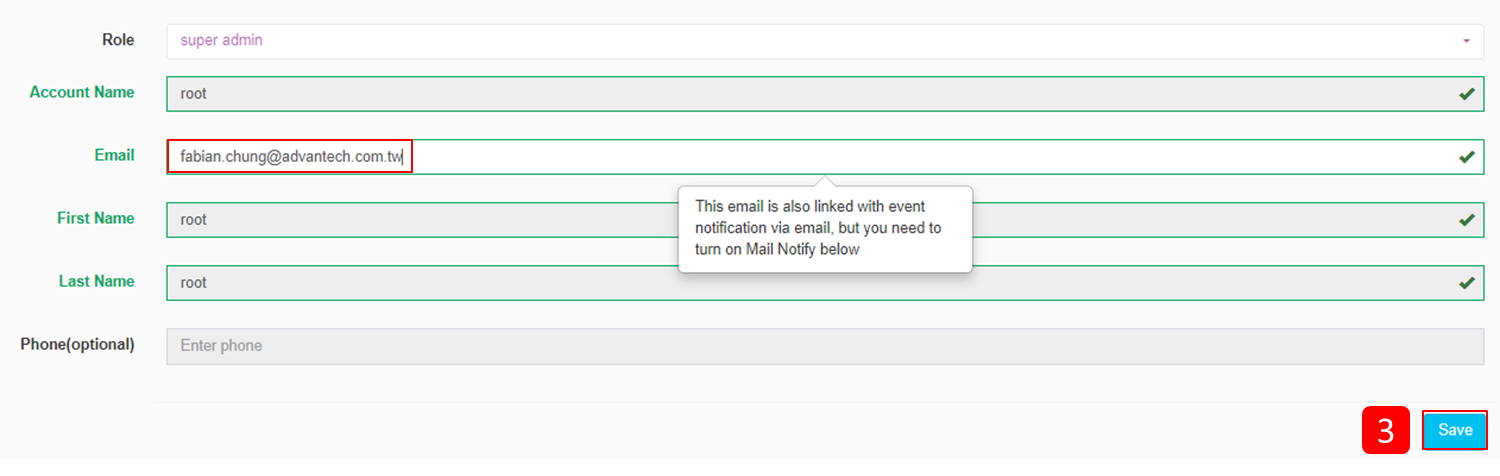 Role super admin
Account Name root
Email fabian.chung@advantech.com.tw
This email is also linked with event
notification via email, but you need to
turn on Mail Notify below
First Name root
Last Name root
Phone(optional) Enter phone
3 Save